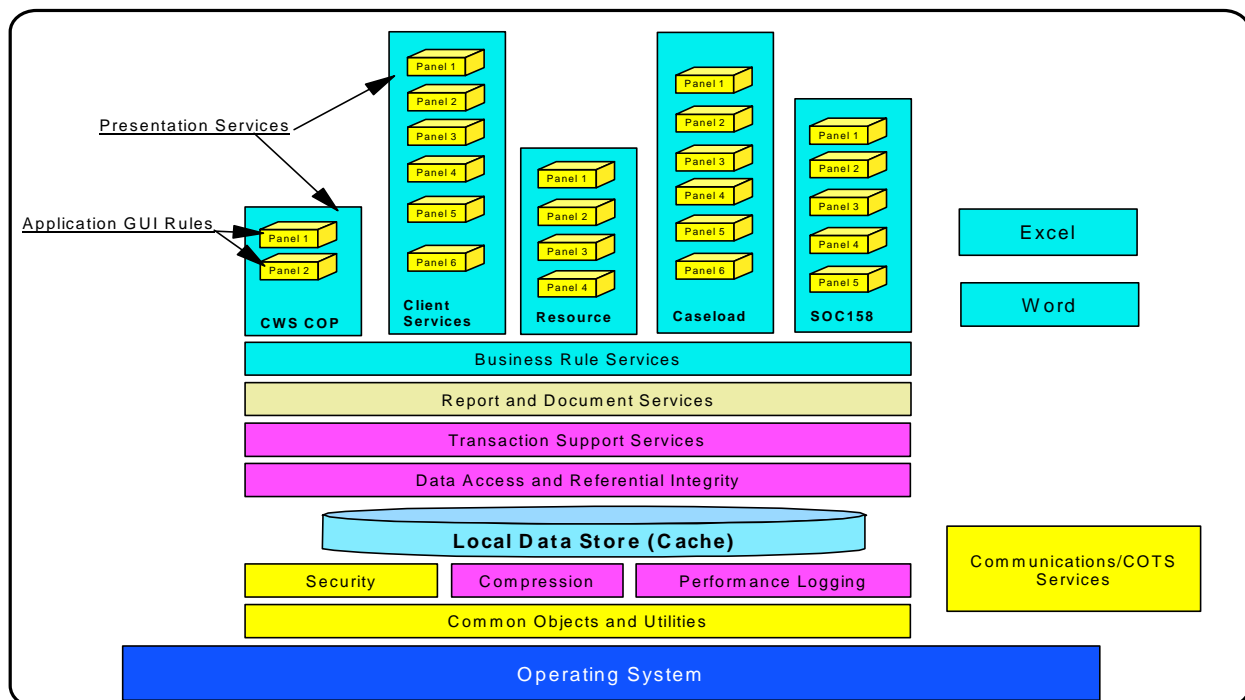 Presentation Services
Application GUI Rules
Panel 1
Panel 2
CWS COP
Panel 1
Panel 2
Panel 3
Panel 4
Panel 5
Panel 6
Client
Services
Panel 1
Panel 2
Panel 3
Panel 4
Resource
Panel 1
Panel 2
Panel 3
Panel 4
Panel 5
Panel 6
Caseload
Panel 1
Panel 2
Panel 3
Panel 4
Panel 5
SOC158
Excel
Word
Business Rule Services
Report and Document Services
Transaction Support Services
Data Access and Referential Integrity
Local Data Store (Cache)
Security
Compression
Performance Logging
Communications/COTS
Services
Common Objects and Utilities
Operating System